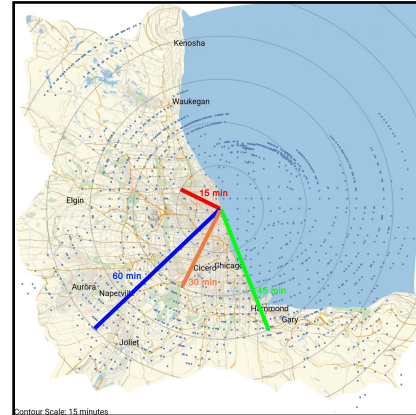 Kenosha
Waukegan
15 min
Elgin
Cicero
Chicago
60 min
30 min
45 min
Aurora
Naperville
Hammond
Gary
Joliet
Contour Scale: 15 minutes